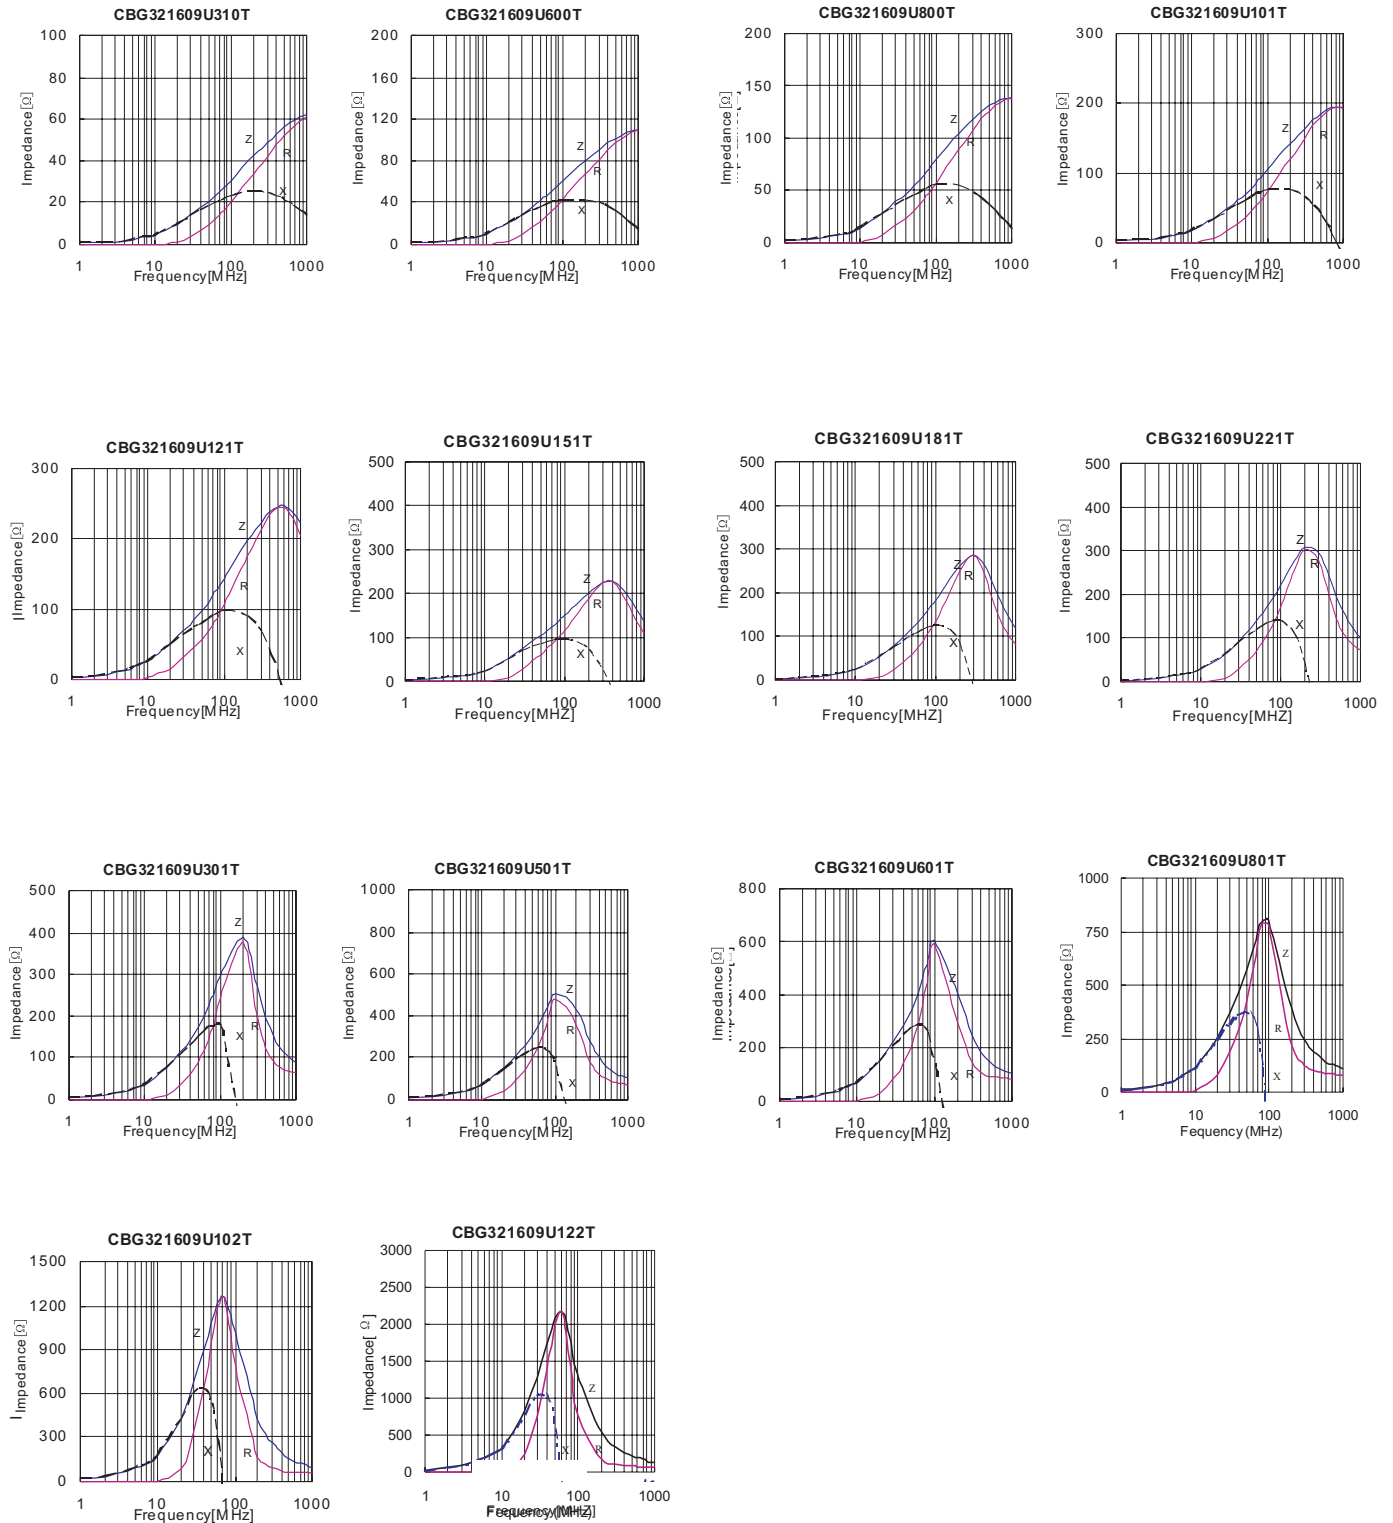 CBG321609U310T
CBG321609U600T
CBG321609U800T
CBG321609U101T
100
80
60
40
20
0
Impedance[Ω]
Z
R
X
1
10
100
1000
Frequency[MHz]
200
160
120
80
40
0
Impedance[Ω]
Z
R
X
1
10
100
1000
Frequency[MHz]
200
150
100
50
0
Impedance[Ω]
Z
R
X
1
10
100
1000
Frequency[MHz]
300
200
100
0
Impedance[Ω]
Z
R
X
1
10
100
1000
Frequency[MHz]
CBG321609U121T
CBG321609U151T
CBG321609U181T
CBG321609U221T
300
200
100
0
Impedance[Ω]
Z
R
X
1
10
100
1000
Frequency[MHz]
500
400
300
200
100
0
Impedance[Ω]
Z
R
X
1
10
100
1000
Frequency[MHZ]
500
400
300
200
100
0
Impedance[Ω]
Z
R
X
1
10
100
1000
Frequency[MHZ]
500
400
300
200
100
0
Impedance[Ω]
Z
R
X
1
10
100
1000
Frequency[MHZ]
CBG321609U301T
CBG321609U501T
CBG321609U601T
CBG321609U801T
500
400
300
200
100
0
Impedance[Ω]
Z
R
X
1
10
100
1000
Frequency[MHz]
1000
800
600
400
200
0
Impedance[Ω]
Z
R
X
1
10
100
1000
Frequency[MHz]
800
600
400
200
0
Impedance[Ω]
Z
X
R
1
10
100
1000
Frequency[MHz]
1000
750
500
250
0
Impedance[Ω]
Z
R
X
1
10
100
1000
Fequency(MHz)
CBG321609U102T
CBG321609U122T
1500
1200
900
600
300
0
Impedance[Ω]
Z
X
R
1
10
100
1000
Frequency[MHz]
3000
2500
2000
1500
1000
500
0
Impedance[ Ω ]
Z
X
R
1
10
100
1000